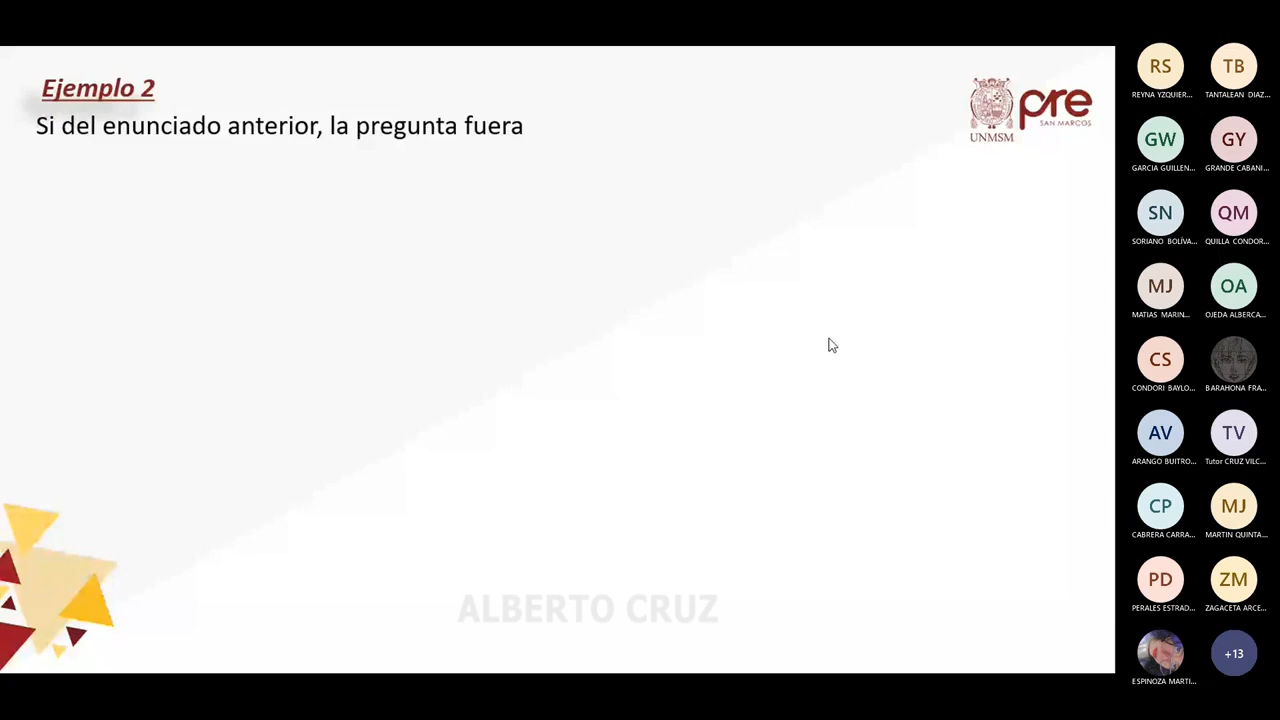 Ejemplo 2
Si del enunciado anterior, la pregunta fuera
UNMSM
pre
SAN MARCOS
ALBERTO CRUZ
RS
REYNA YZQUIER...
TB
TANTALEAN DIAZ...
GW
GARCIA GUILLEN...
GY
GRANDE CABANI...
SN
SORIANO BOLÍVA...
QM
QUILLA CONDOR...
MJ
MATIAS MARIN...
OA
OJEDA ALBERCA...
CS
CONDORI BAYLO...
BARAHONA FRA...
AV
ARANGO BUITRO...
TV
Tutor CRUZ VILC...
CP
CABRERA CARRA...
MJ
MARTIN QUINTA...
PD
PERALES ESTRAD...
ZM
ZAGACETA ARCE...
ESPINOZA MARTI...
+13